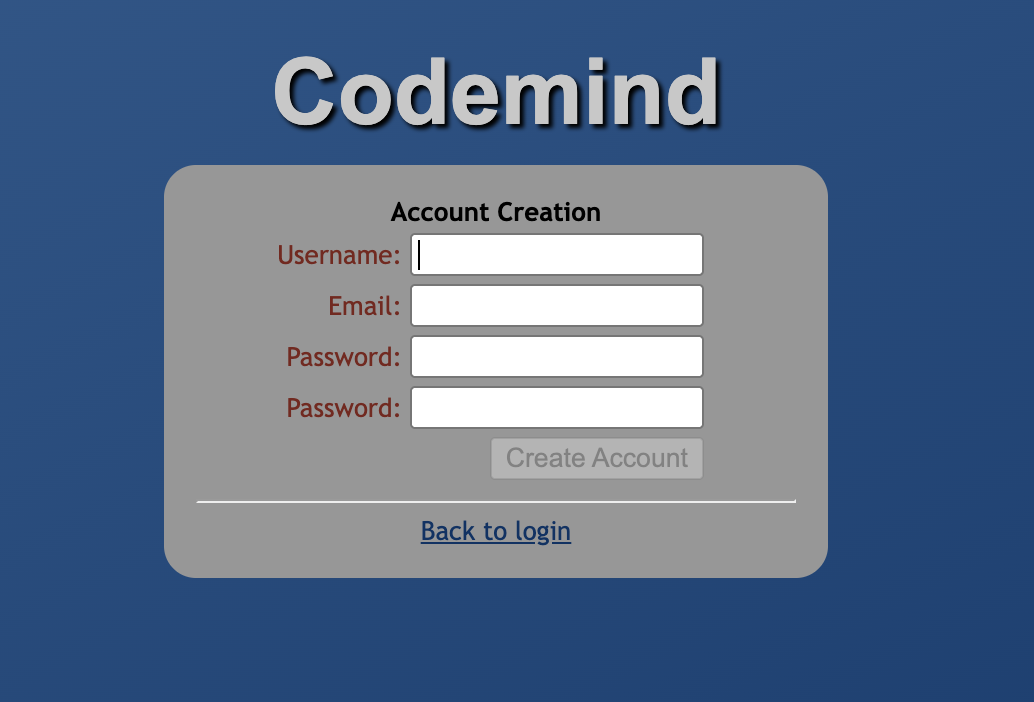 Codemind
Account Creation
Username:
Email:
Password:
Password:
Create Account
Back to login